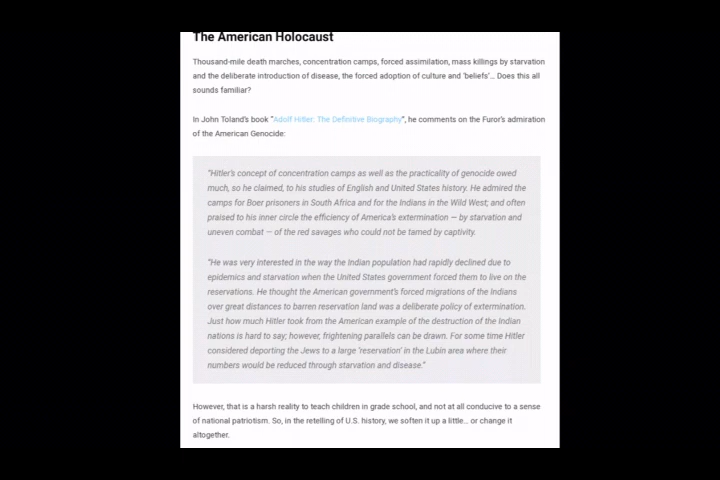 The American Holocaust
Thousand-mile death marches, concentration camps, forced assimilation, mass killings by starvation
and the deliberate introduction of disease, the forced adoption of culture and 'beliefs'... Does this all
sounds familiar?
In John Toland's book "Adolf Hitler: The Definitive Biography", he comments on the Furor's admiration
of the American Genocide:
"Hitler's concept of concentration camps as well as the practicality of genocide owed
much, so he claimed, to his studies of English and United States history. He admired the
camps for Boer prisoners in South Africa and for the Indians in the Wild West; and often
praised to his inner circle the efficiency of America's extermination — by starvation and
uneven combat — of the red savages who could not be tamed by captivity.
"He was very interested in the way the Indian population had rapidly declined due to
epidemics and starvation when the United States government forced them to live on the
reservations. He thought the American government's forced migrations of the Indians
over great distances to barren reservation land was a deliberate policy of extermination.
Just how much Hitler took from the American example of the destruction of the Indian
nations is hard to say; however, frightening parallels can be drawn. For some time Hitler
considered deporting the Jews to a large 'reservation' in the Lubin area where their
numbers would be reduced through starvation and disease."
However, that is a harsh reality to teach children in grade school, and not at all conducive to a sense
of national patriotism. So, in the retelling of U.S. history, we soften it up a little... or change it
altogether.